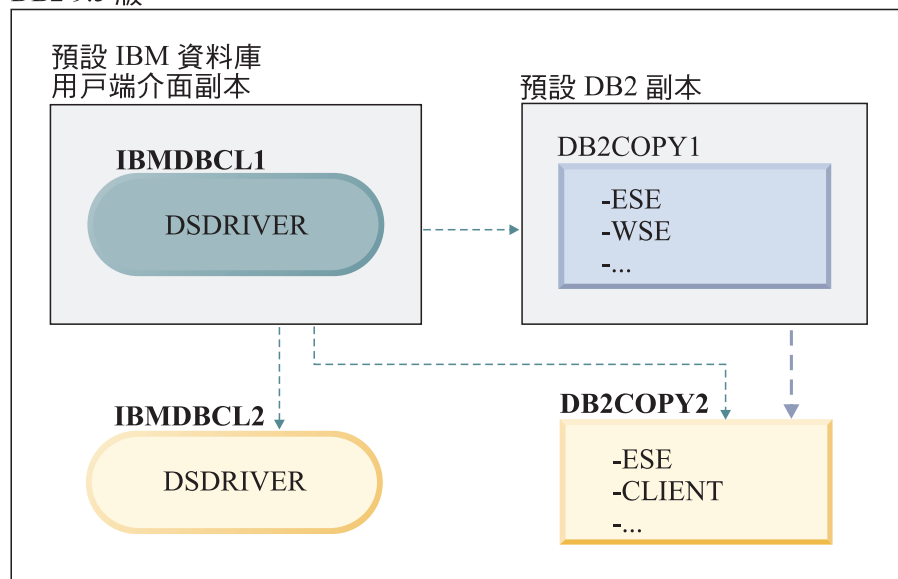 預設 IBM 資料庫
用戶端介面副本
IBMDBCL1
DSDRIVER
預設 DB2 副本
DB2COPY1
-ESE
-WSE
-...
IBMDBCL2
DSDRIVER
DB2COPY2
-ESE
-CLIENT
-...